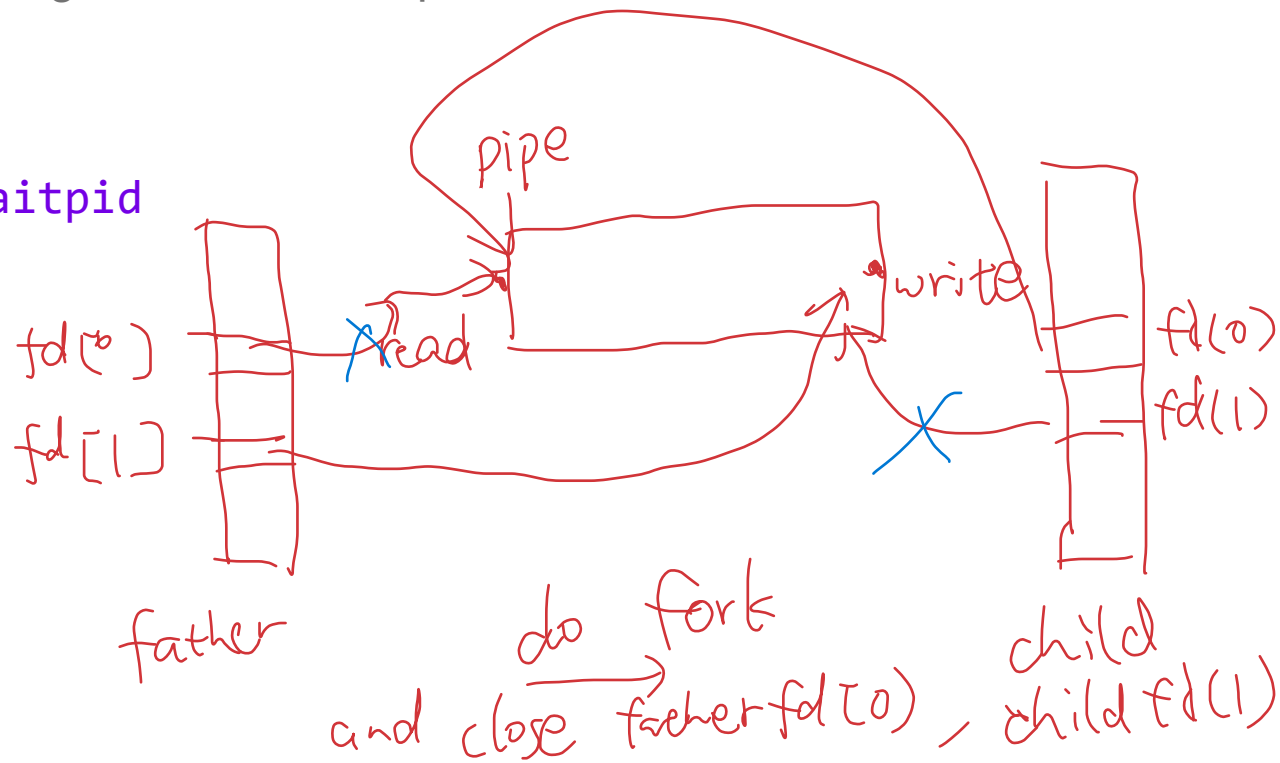 pipe
aitpid
write
fd(0)
read
fd(0)
fd[1]
fd(1)
father
do fork
child
and close father fd[0), child fd(1)